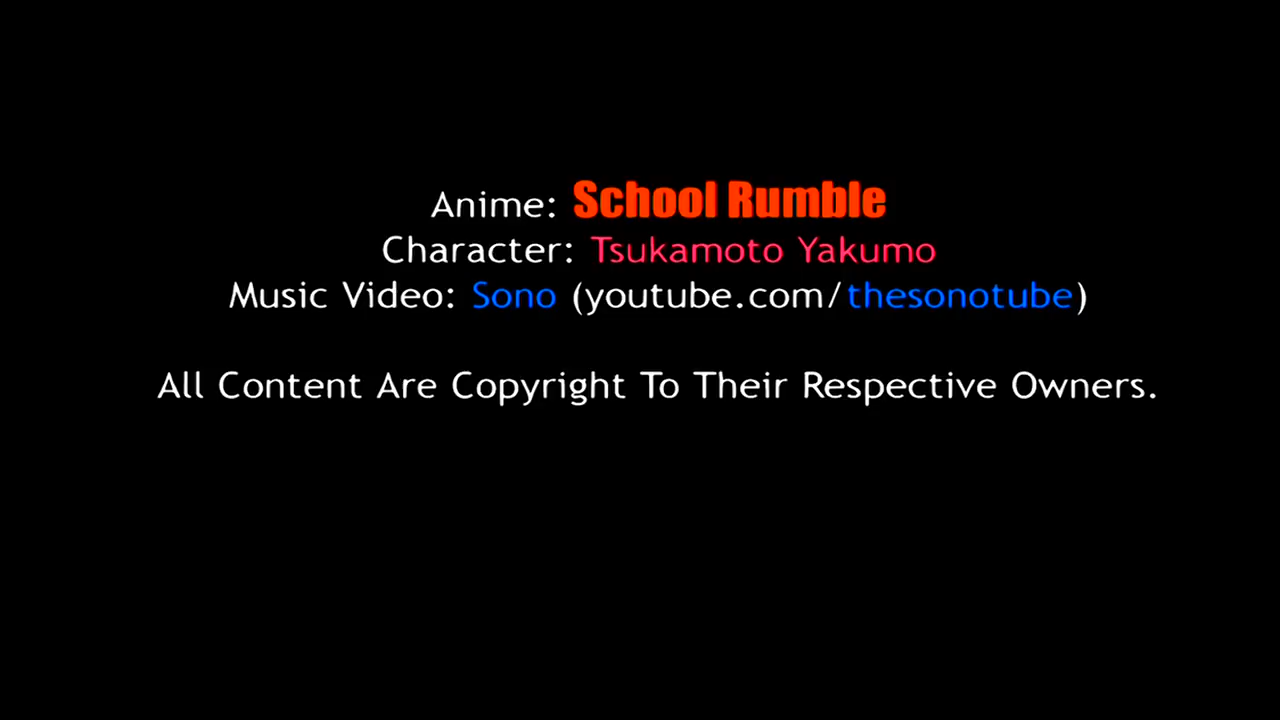 Anime: School Rumble
Character: Tsukamoto Yakumo
Music Video: Sono (youtube.com/thesonotube)
All Content Are Copyright To Their Respective Owners.